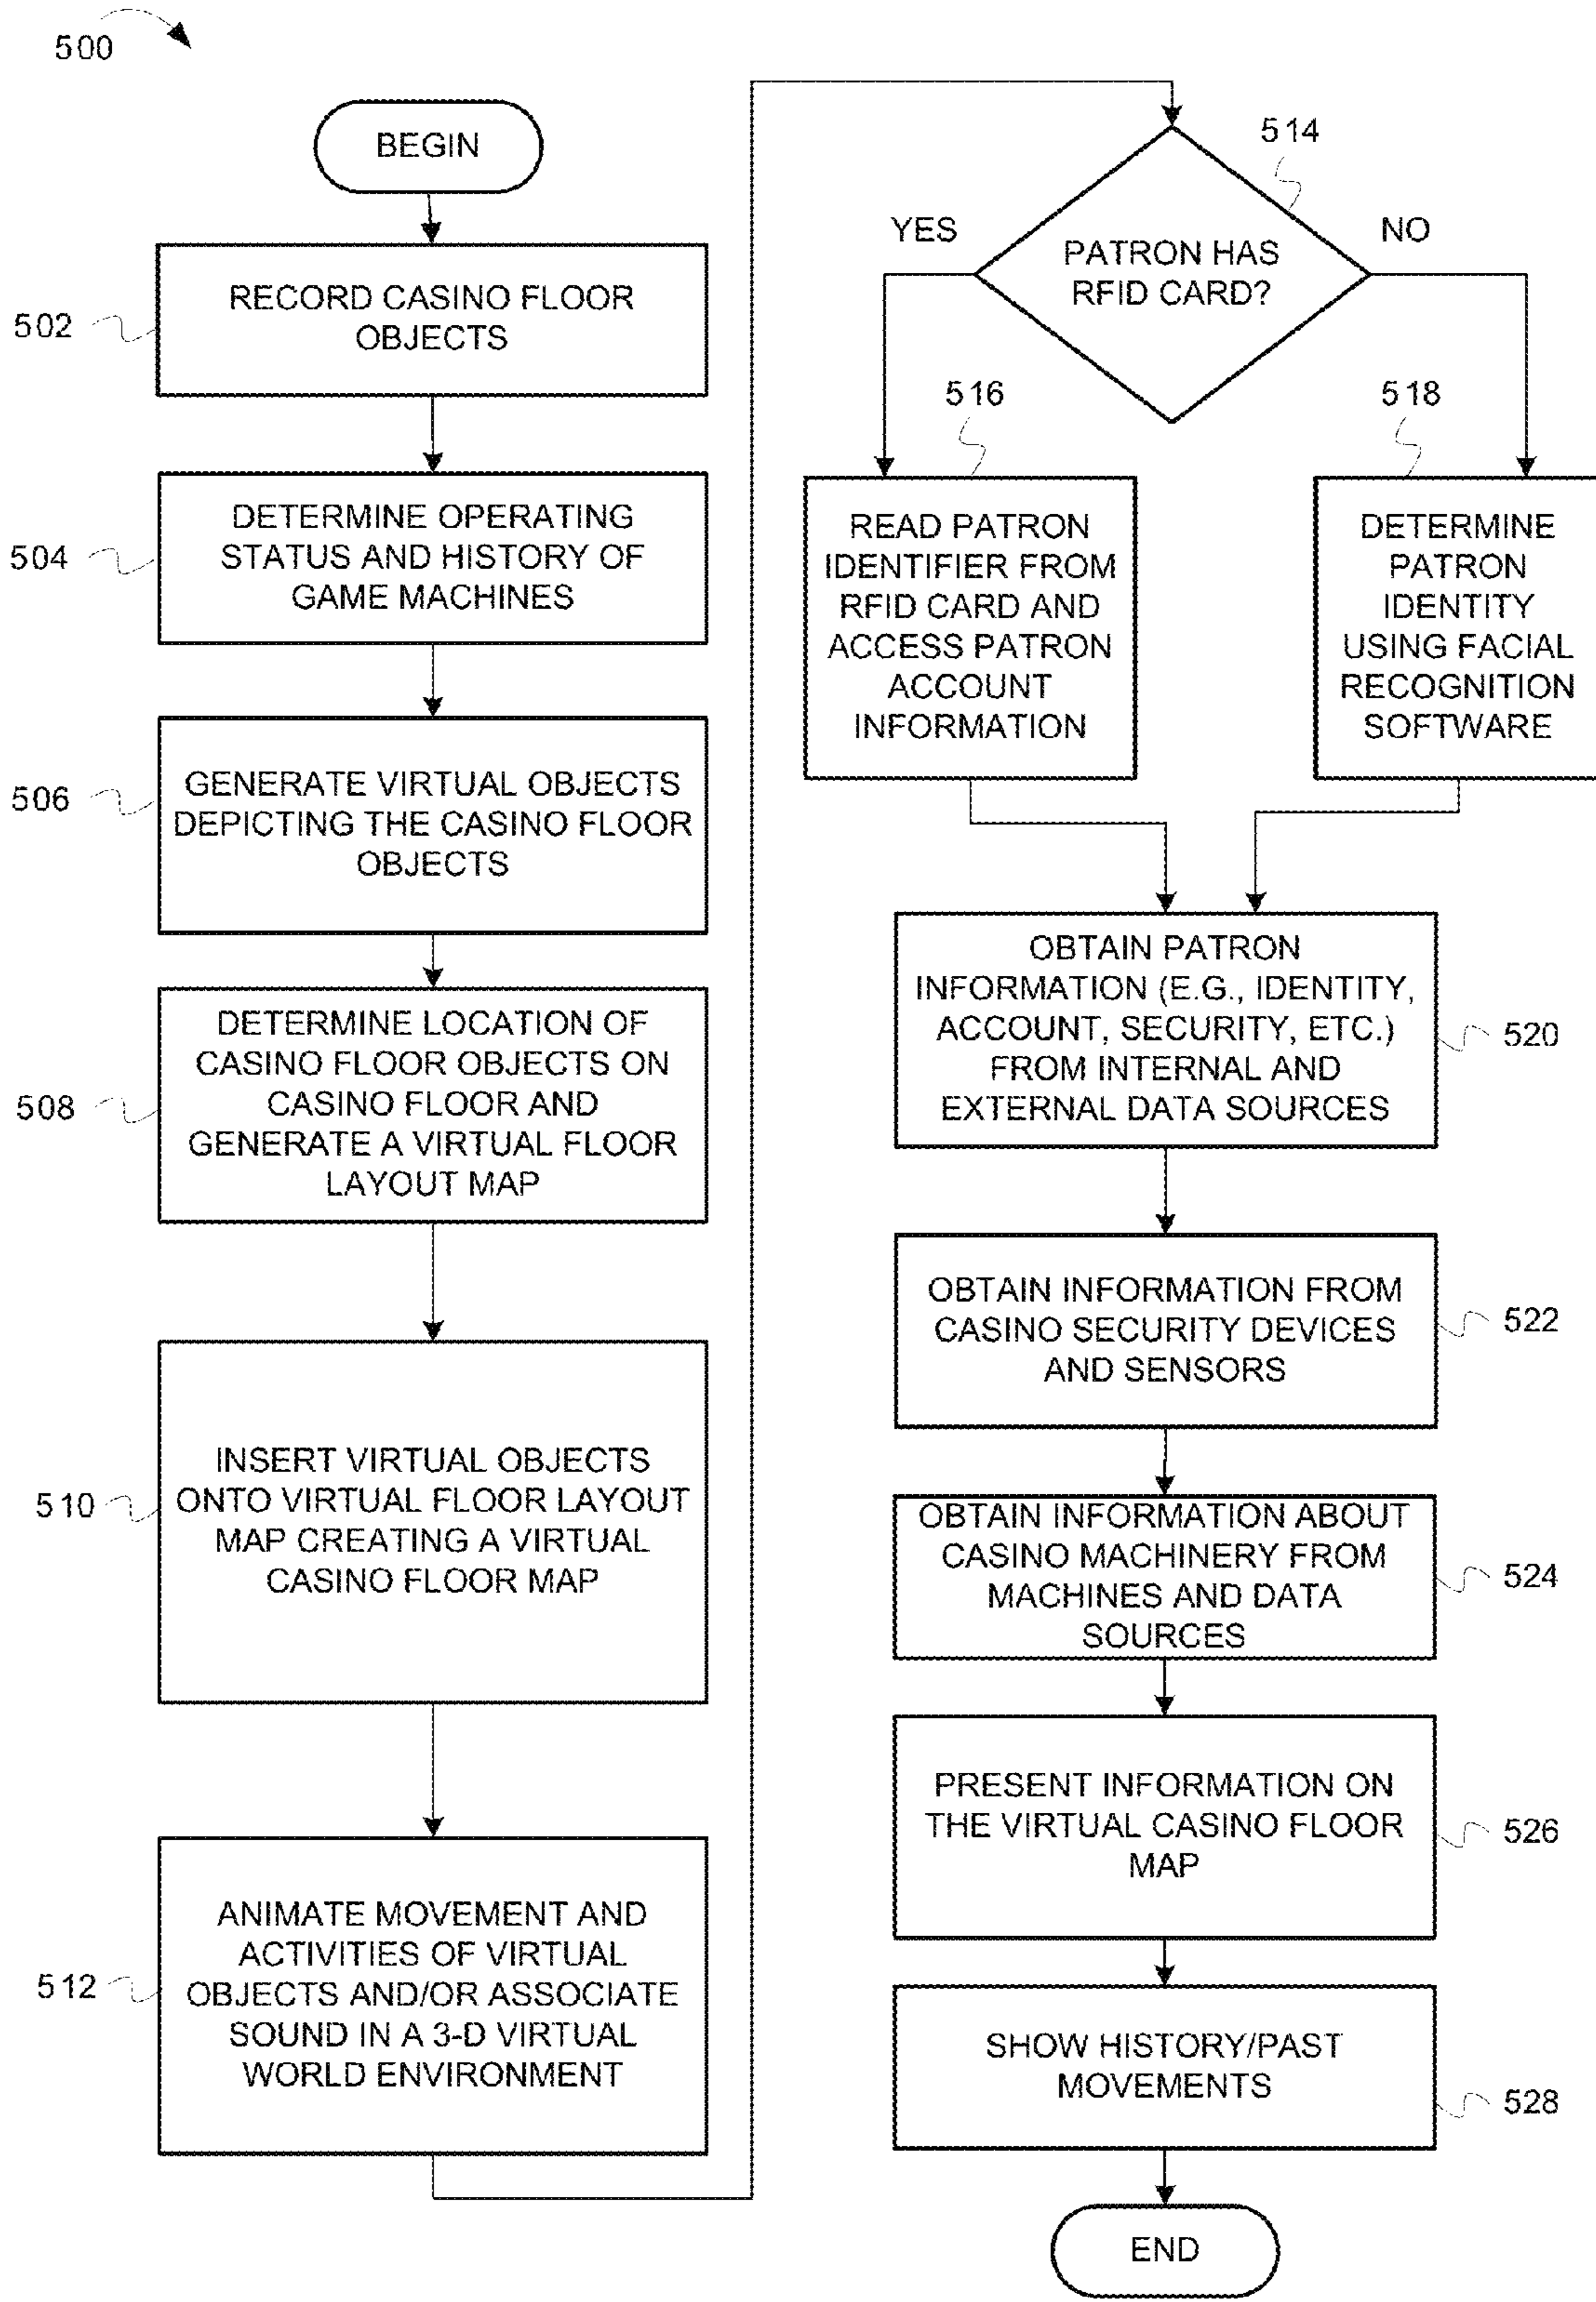 500
BEGIN
502
RECORD CASINO FLOOR
OBJECTS
504
DETERMINE OPERATING
STATUS AND HISTORY OF
GAME MACHINES
506
GENERATE VIRTUAL OBJECTS
DEPICTING THE CASINO FLOOR
OBJECTS
508
DETERMINE LOCATION OF
CASINO FLOOR OBJECTS ON
CASINO FLOOR AND
GENERATE A VIRTUAL FLOOR
LAYOUT MAP
510
INSERT VIRTUAL OBJECTS
ONTO VIRTUAL FLOOR LAYOUT
MAP CREATING A VIRTUAL
CASINO FLOOR MAP
512
ANIMATE MOVEMENT AND
ACTIVITIES OF VIRTUAL
OBJECTS AND/OR ASSOCIATE
SOUND IN A 3-D VIRTUAL
WORLD ENVIRONMENT
514
PATRON HAS
RFID CARD?
YES
NO
516
READ PATRON
IDENTIFIER FROM
RFID CARD AND
ACCESS PATRON
ACCOUNT
INFORMATION
518
DETERMINE
PATRON
IDENTITY
USING FACIAL
RECOGNITION
SOFTWARE
OBTAIN PATRON
INFORMATION (E.G., IDENTITY,
ACCOUNT, SECURITY, ETC.)
FROM INTERNAL AND
EXTERNAL DATA SOURCES
520
OBTAIN INFORMATION FROM
CASINO SECURITY DEVICES
AND SENSORS
522
OBTAIN INFORMATION ABOUT
CASINO MACHINERY FROM
MACHINES AND DATA
SOURCES
524
PRESENT INFORMATION ON
THE VIRTUAL CASINO FLOOR
MAP
526
SHOW HISTORY/PAST
MOVEMENTS
528
END